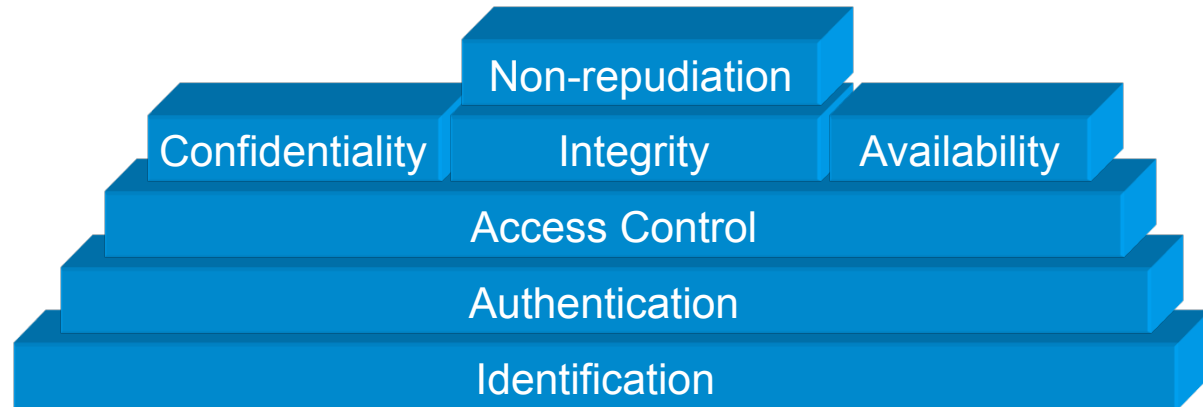 Non-repudiation
Confidentiality Integrity Availability
Access Control
Authentication
Identification